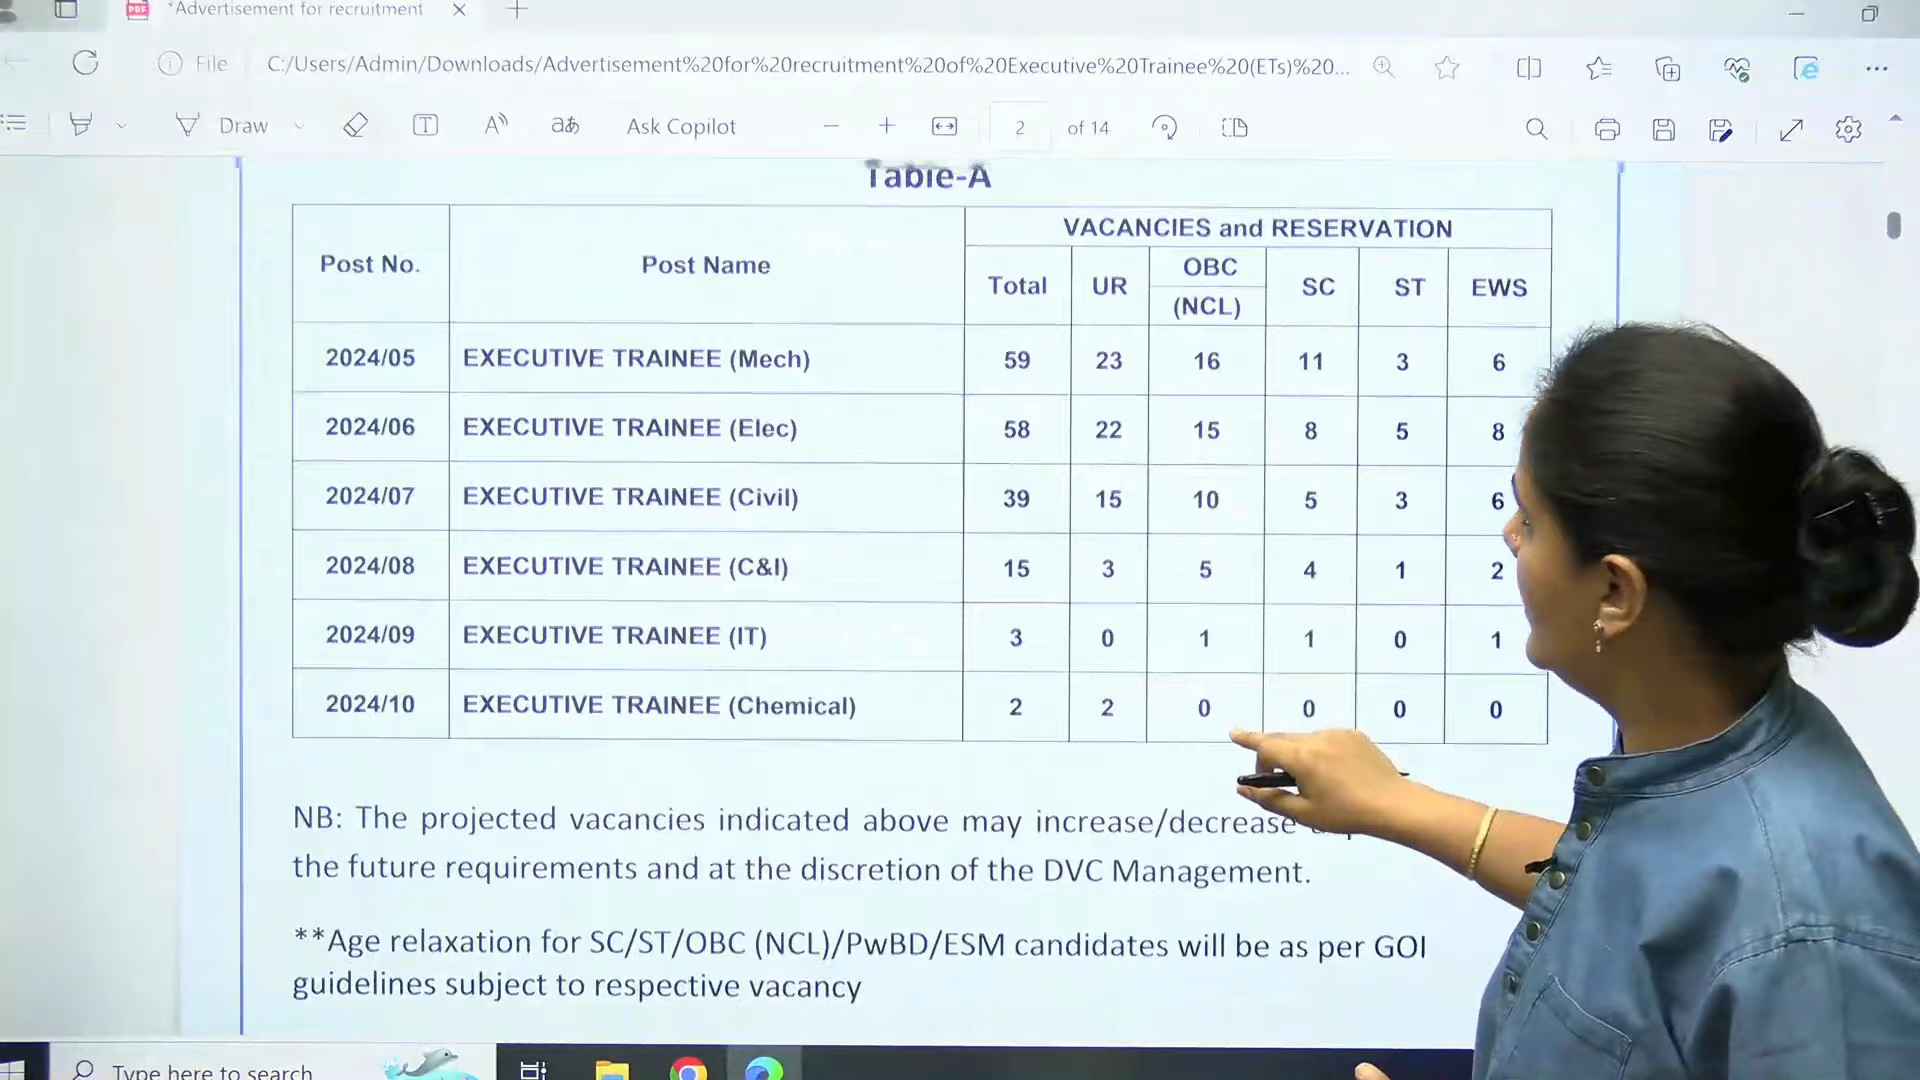 *Advertisement for recruitment
File C:/Users/Admin/Downloads/Advertisement%20for%20recruitment%20of%20Executive%20Trainee%20(ETs)%20...
Draw Ask Copilot 2 of 14
Table-A
Post No. Post Name VACANCIES and RESERVATION
Total UR OBC (NCL) SC ST EWS
2024/05 EXECUTIVE TRAINEE (Mech) 59 23 16 11 3 6
2024/06 EXECUTIVE TRAINEE (Elec) 58 22 15 8 5 8
2024/07 EXECUTIVE TRAINEE (Civil) 39 15 10 5 3 6
2024/08 EXECUTIVE TRAINEE (C&I) 15 3 5 4 1 2
2024/09 EXECUTIVE TRAINEE (IT) 3 0 1 1 0 1
2024/10 EXECUTIVE TRAINEE (Chemical) 2 2 0 0 0 0
NB: The projected vacancies indicated above may increase/decrease
the future requirements and at the discretion of the DVC Management.
**Age relaxation for SC/ST/OBC (NCL)/PwBD/ESM candidates will be as per GOI
guidelines subject to respective vacancy
Type here to search